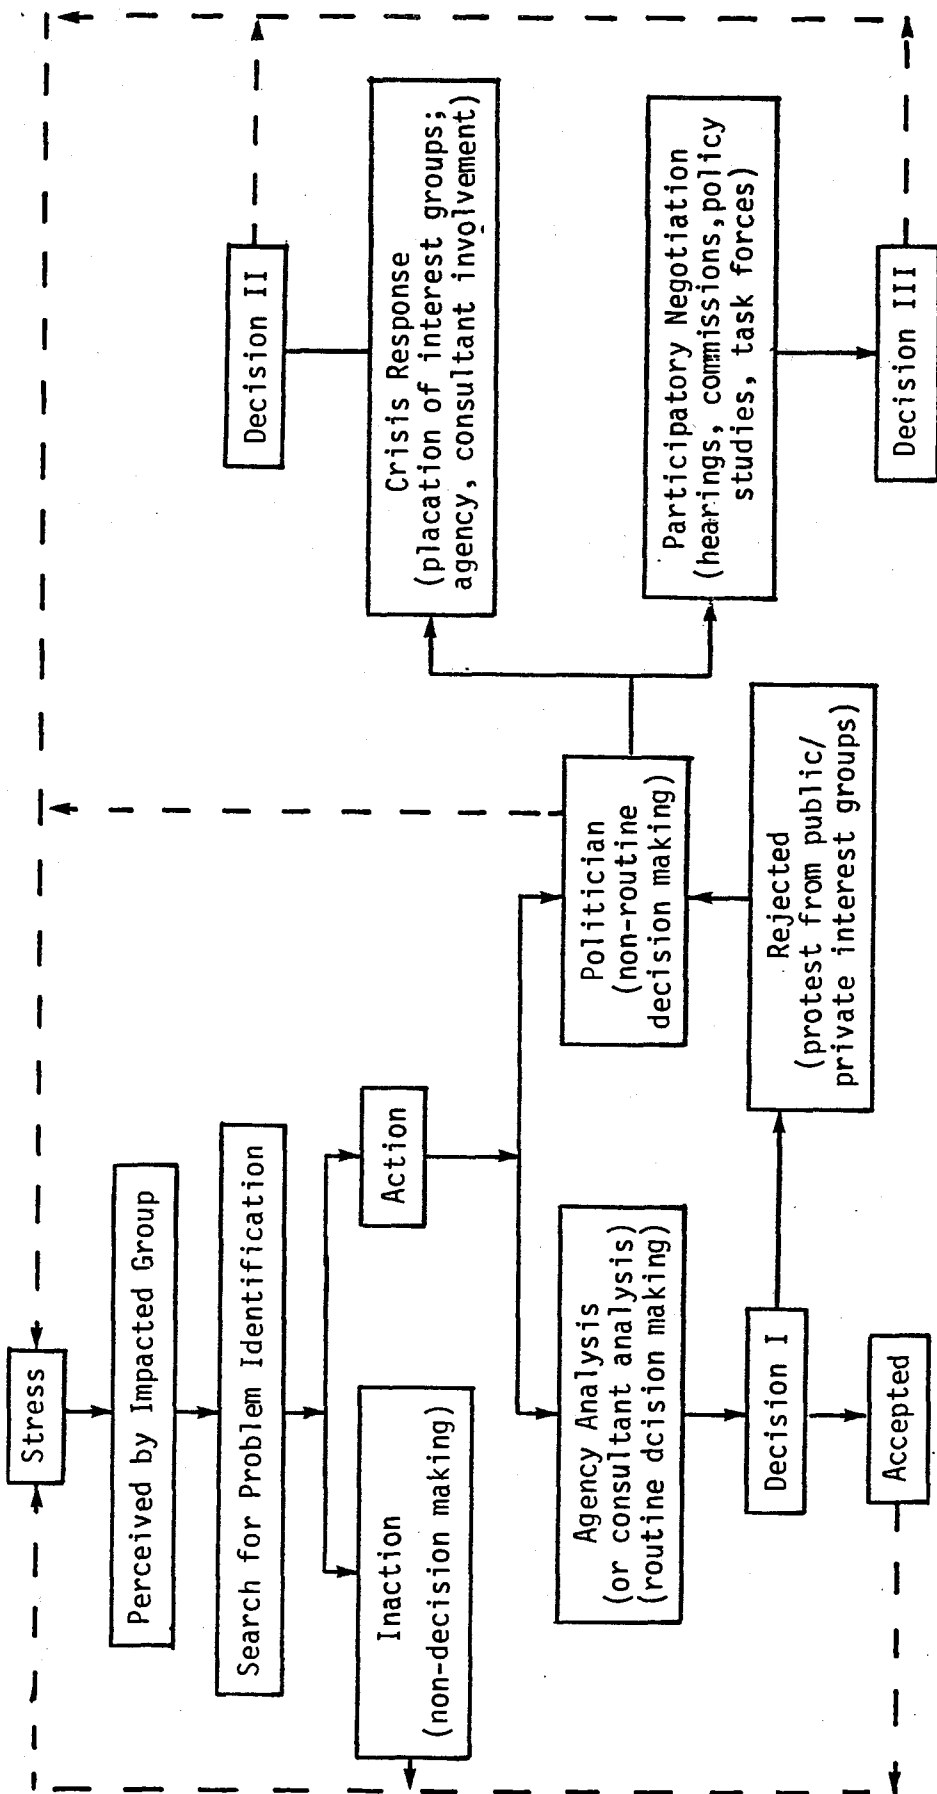 Stress
Perceived by Impacted Group
Search for Problem Identification
Inaction
(non-decision making)
Action
Agency Analysis
(or consultant analysis)
(routine dcision making)
Politician
(non-routine
decision making)
Decision I
Accepted
Rejected
(protest from public/
private interest groups)
Crisis Response
(placation of interest groups;
agency, consultant involvement)
Decision II
Participatory Negotiation
(hearings, commissions,policy
studies, task forces)
Decision III